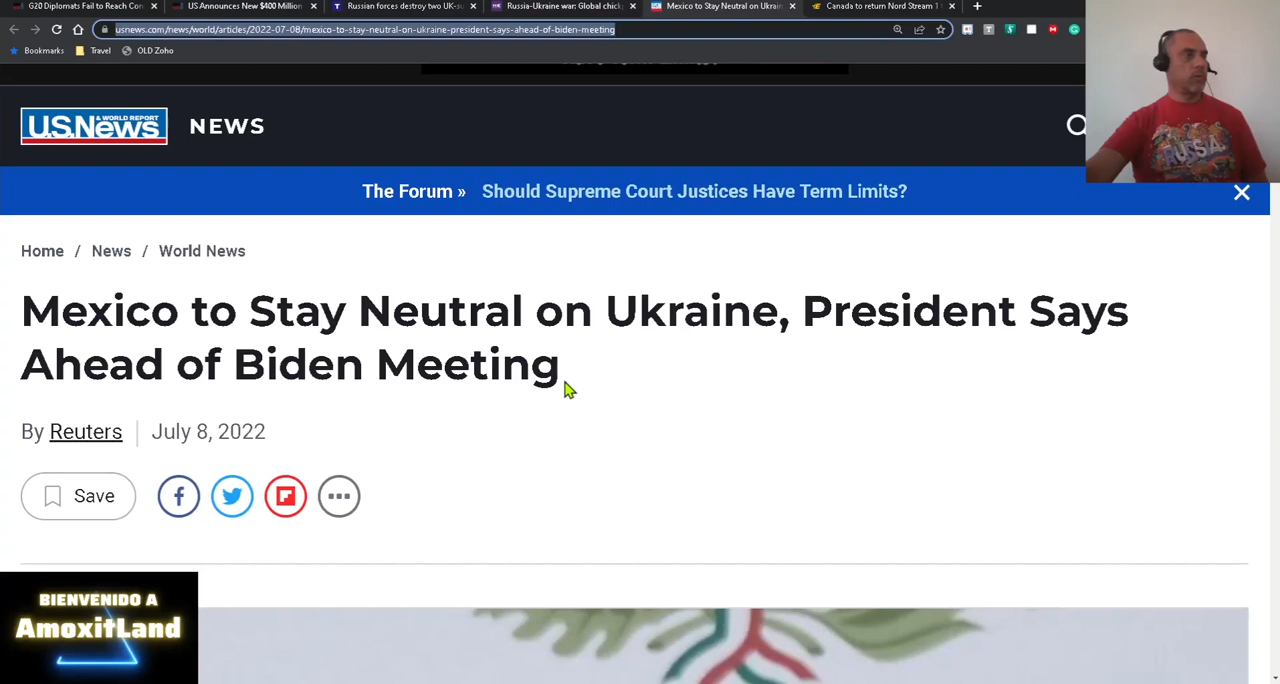 G20 Diplomats Fail to Reach Con
US Announces New $400 Million
Russian forces destroy two UK-su
Russia-Ukraine war: Global chick
Mexico to Stay Neutral on Ukrain
Canada to return Nord Stream 1
usnews.com/news/world/articles/2022-07-08/mexico-to-stay-neutral-on-ukraine-president-says-ahead-of-biden-meeting
Bookmarks Travel OLD Zoho
U.S.News & WORLD REPORT NEWS
RUSSIA
The Forum » Should Supreme Court Justices Have Term Limits?
Home / News / World News
Mexico to Stay Neutral on Ukraine, President Says
Ahead of Biden Meeting
By Reuters July 8, 2022
Save
BIENVENIDO A
AmoxitLand